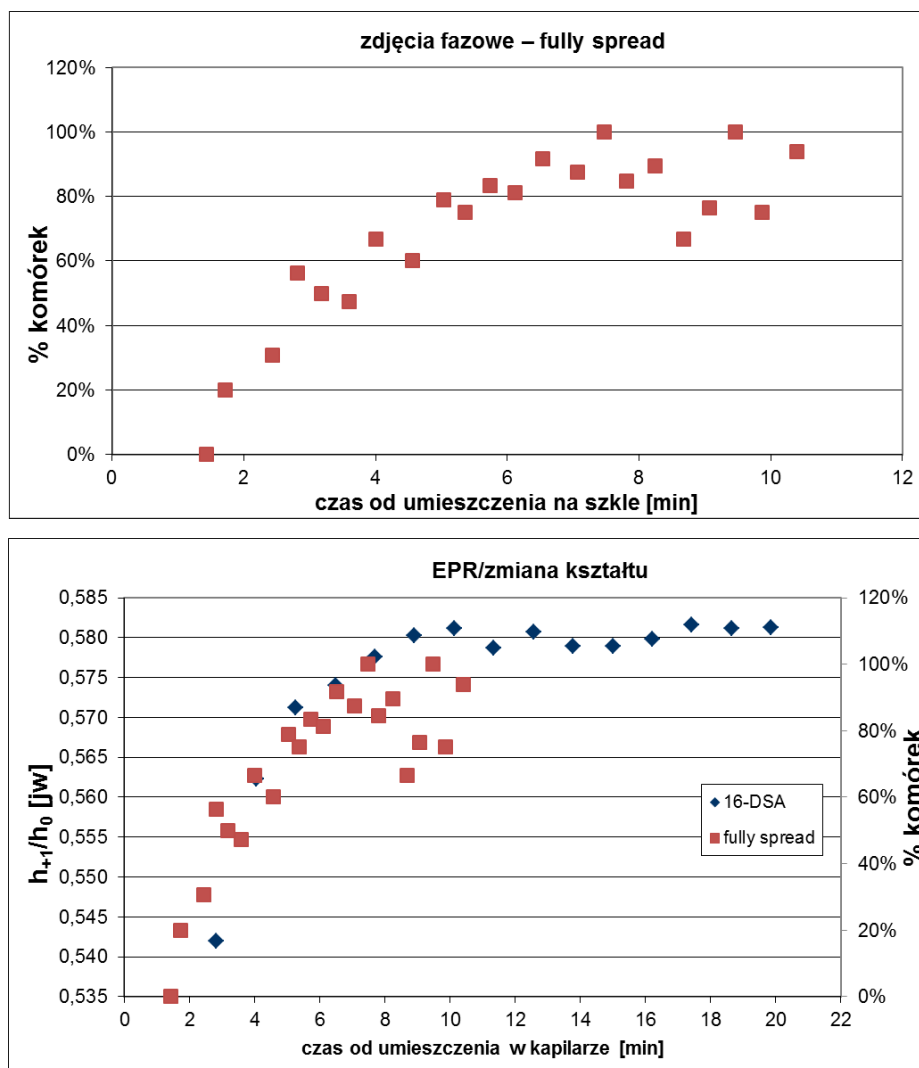 zdjęcia fazowe – fully spread
120%
100%
80%
60%
40%
20%
0%
% komórek
0 2 4 6 8 10 12
czas od umieszczenia na szkle [min]
EPR/zmiana kształtu
0,585
0,580
0,575
0,570
0,565
0,560
0,555
0,550
0,545
0,540
0,535
h+1/h0 [jw]
120%
100%
80%
60%
40%
20%
0%
% komórek
16-DSA
fully spread
0 2 4 6 8 10 12 14 16 18 20 22
czas od umieszczenia w kapilarze [min]